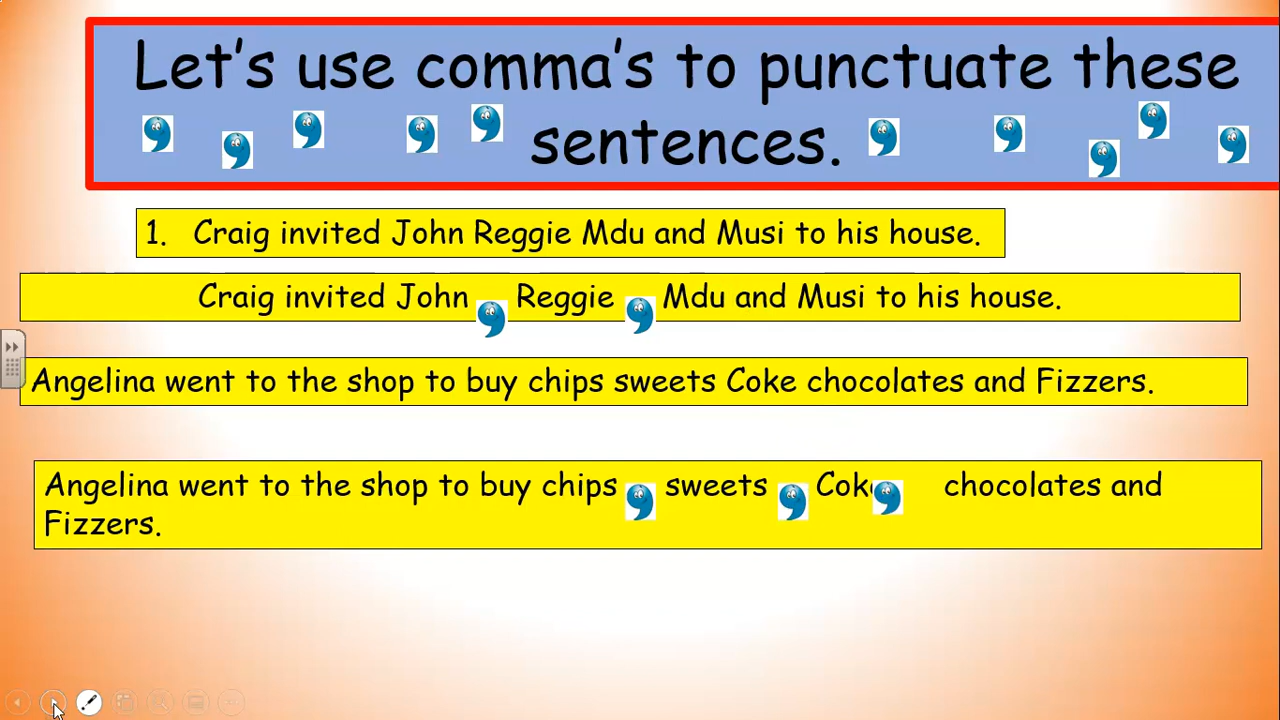 Let's use comma's to punctuate these
sentences.
1. Craig invited John Reggie Mdu and Musi to his house.
Craig invited John , Reggie , Mdu and Musi to his house.
Angelina went to the shop to buy chips sweets Coke chocolates and Fizzers.
Angelina went to the shop to buy chips , sweets , Coke , chocolates and
Fizzers.